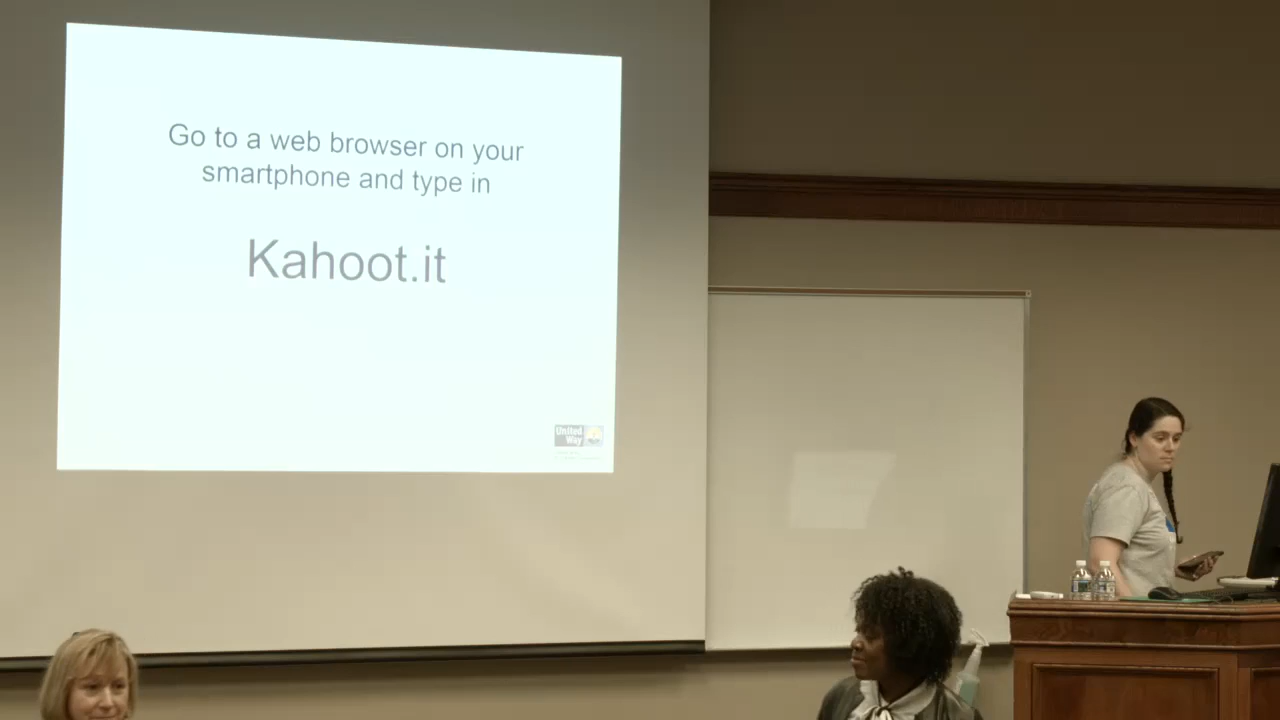 Go to a web browser on your
smartphone and type in
Kahoot.it
United
Way